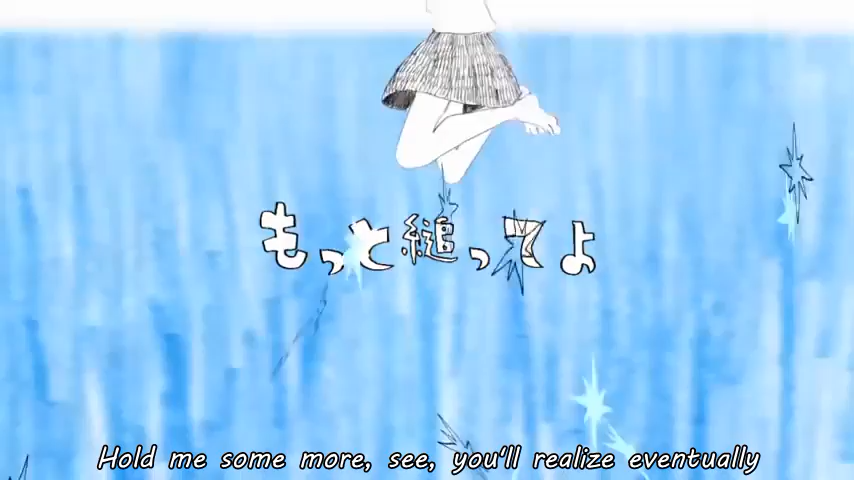 もっと縋ってよ
Hold me some more, see, you'll realize eventually